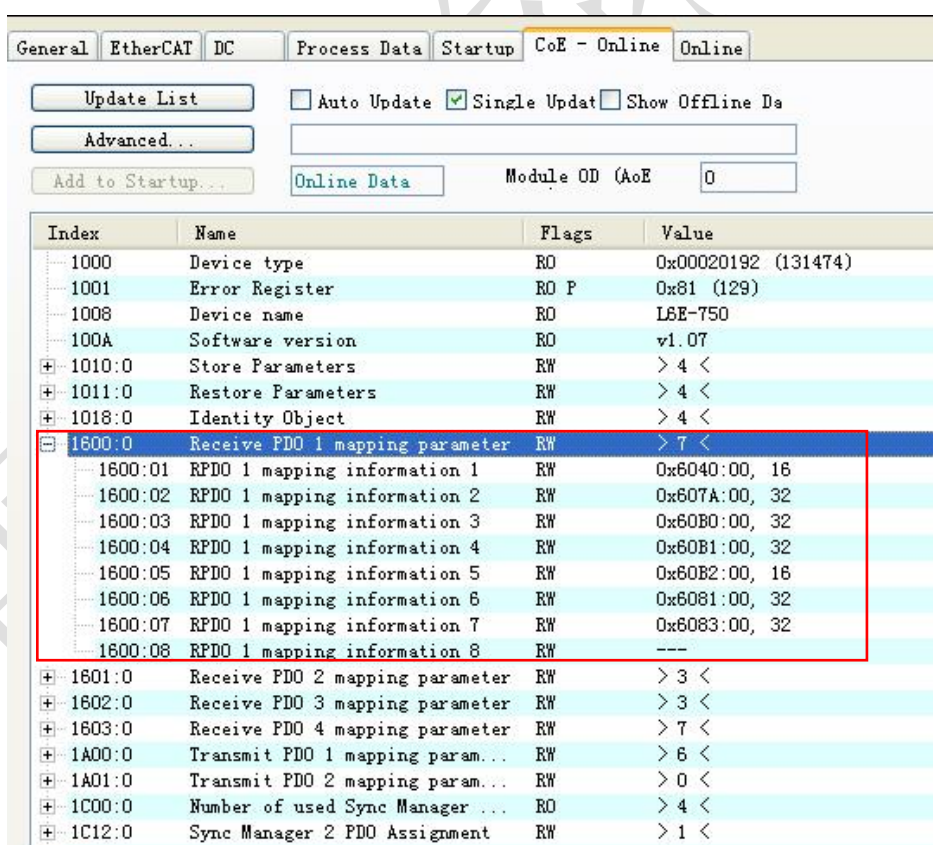 General EtherCAT DC Process Data Startup CoE - Online Online
Update List Auto Update Single Updat Show Offline Da
Advanced...
Add to Startup... Online Data Module OD (AoE 0
Index Name Flags Value
1000 Device type RO 0x00020192 (131474)
1001 Error Register RO P 0x81 (129)
1008 Device name RO L6E-750
100A Software version RO v1.07
1010:0 Store Parameters RW > 4 <
1011:0 Restore Parameters RW > 4 <
1018:0 Identity Object RW > 4 <
1600:0 Receive PDO 1 mapping parameter RW > 7 <
1600:01 RPDO 1 mapping information 1 RW 0x6040:00, 16
1600:02 RPDO 1 mapping information 2 RW 0x607A:00, 32
1600:03 RPDO 1 mapping information 3 RW 0x60B0:00, 32
1600:04 RPDO 1 mapping information 4 RW 0x60B1:00, 32
1600:05 RPDO 1 mapping information 5 RW 0x60B2:00, 16
1600:06 RPDO 1 mapping information 6 RW 0x6081:00, 32
1600:07 RPDO 1 mapping information 7 RW 0x6083:00, 32
1600:08 RPDO 1 mapping information 8 RW ---
1601:0 Receive PDO 2 mapping parameter RW > 3 <
1602:0 Receive PDO 3 mapping parameter RW > 3 <
1603:0 Receive PDO 4 mapping parameter RW > 7 <
1A00:0 Transmit PDO 1 mapping param... RW > 6 <
1A01:0 Transmit PDO 2 mapping param... RW > 0 <
1C00:0 Number of used Sync Manager ... RO > 4 <
1C12:0 Sync Manager 2 PDO Assignment RW > 1 <